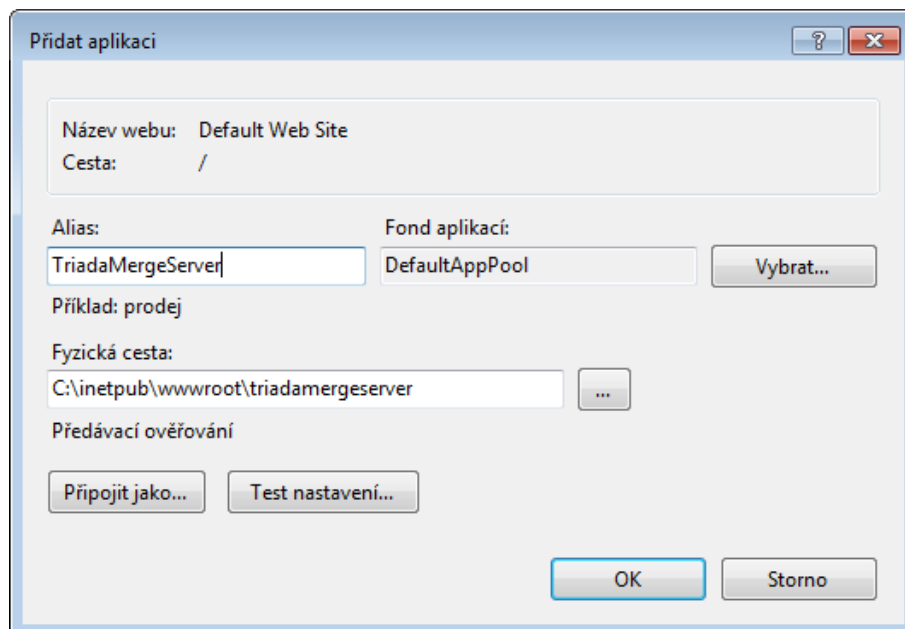 Přidat aplikaci
Název webu: Default Web Site
Cesta: /
Alias: Fond aplikací:
TriadaMergeServer DefaultAppPool Vybrat...
Příklad: prodej
Fyzická cesta:
C:\inetpub\wwwroot\triadamergeserver ...
Předávací ověřování
Připojit jako... Test nastavení...
OK Storno